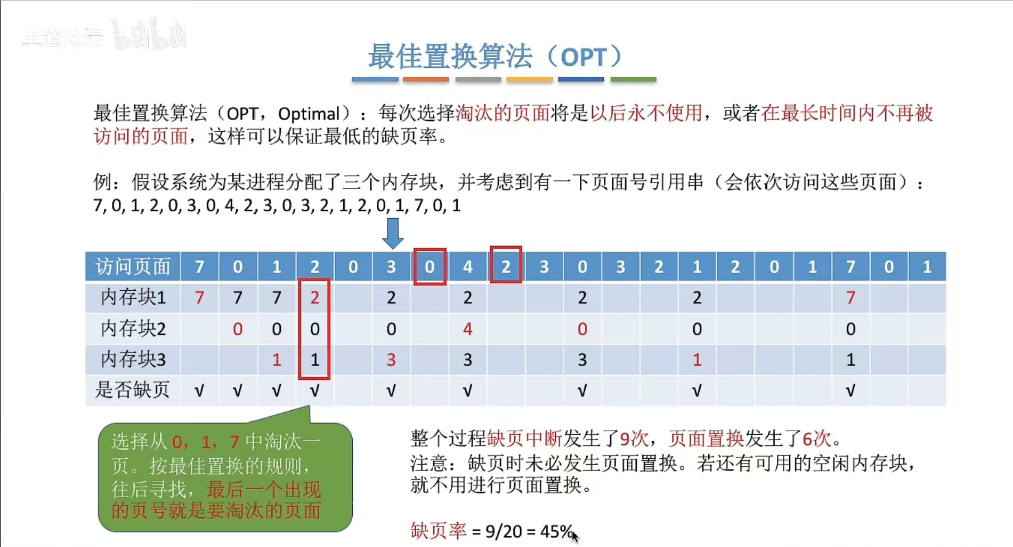 最佳置换算法（OPT）
最佳置换算法（OPT，Optimal）：每次选择淘汰的页面将是以后永不使用，或者在最长时间内不再被
访问的页面，这样可以保证最低的缺页率。
例：假设系统为某进程分配了三个内存块，并考虑到有一下页面号引用串（会依次访问这些页面）：
7, 0, 1, 2, 0, 3, 0, 4, 2, 3, 0, 3, 2, 1, 2, 0, 1, 7, 0, 1
访问页面 7 0 1 2 0 3 0 4 2 3 0 3 2 1 2 0 1 7 0 1
内存块1 7 7 7 2 2 2 2 2 7
内存块2 0 0 0 0 4 0 0 0
内存块3 1 1 3 3 3 1 1
是否缺页 √ √ √ √ √ √ √ √ √
选择从 0，1，7 中淘汰一
页。按最佳置换的规则，
往后寻找，最后一个出现
的页号就是要淘汰的页面
整个过程缺页中断发生了9次，页面置换发生了6次。
注意：缺页时未必发生页面置换。若还有可用的空闲内存块，
就不用进行页面置换。
缺页率 = 9/20 = 45%